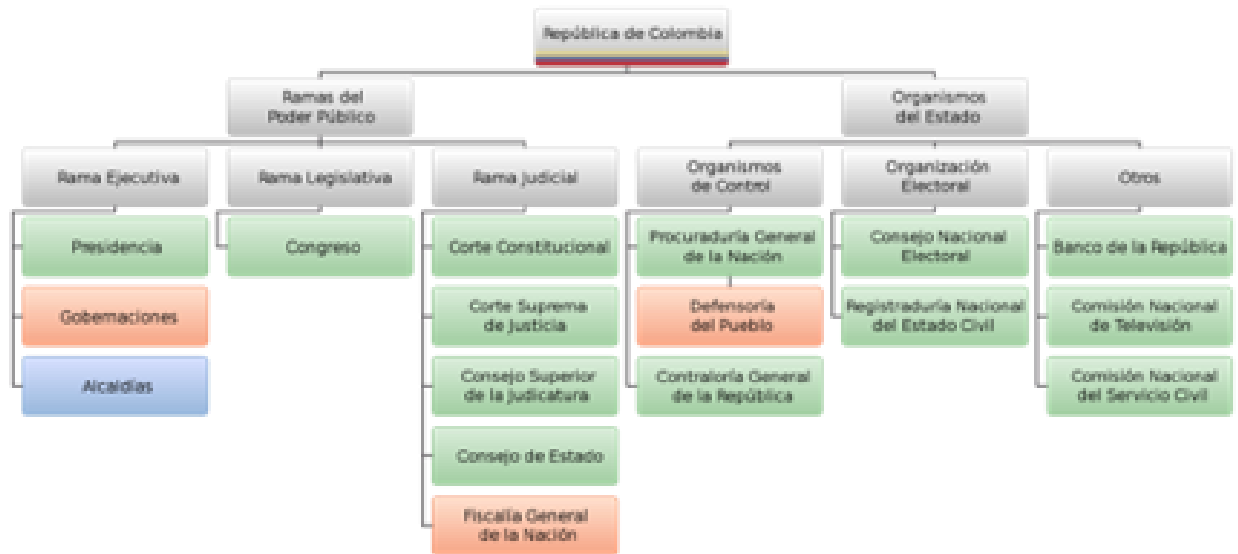 República de Colombia
Ramas del
Poder Público
Organismos
del Estado
Rama Ejecutiva
Rama Legislativa
Rama Judicial
Organismos
de Control
Organización
Electoral
Otros
Presidencia
Congreso
Corte Constitucional
Procuraduría General
de la Nación
Consejo Nacional
Electoral
Banco de la República
Gobernaciones
Corte Suprema
de Justicia
Defensoría
del Pueblo
Registraduría Nacional
del Estado Civil
Comisión Nacional
de Televisión
Alcaldías
Consejo Superior
de la Judicatura
Contraloría General
de la República
Comisión Nacional
del Servicio Civil
Consejo de Estado
Fiscalía General
de la Nación